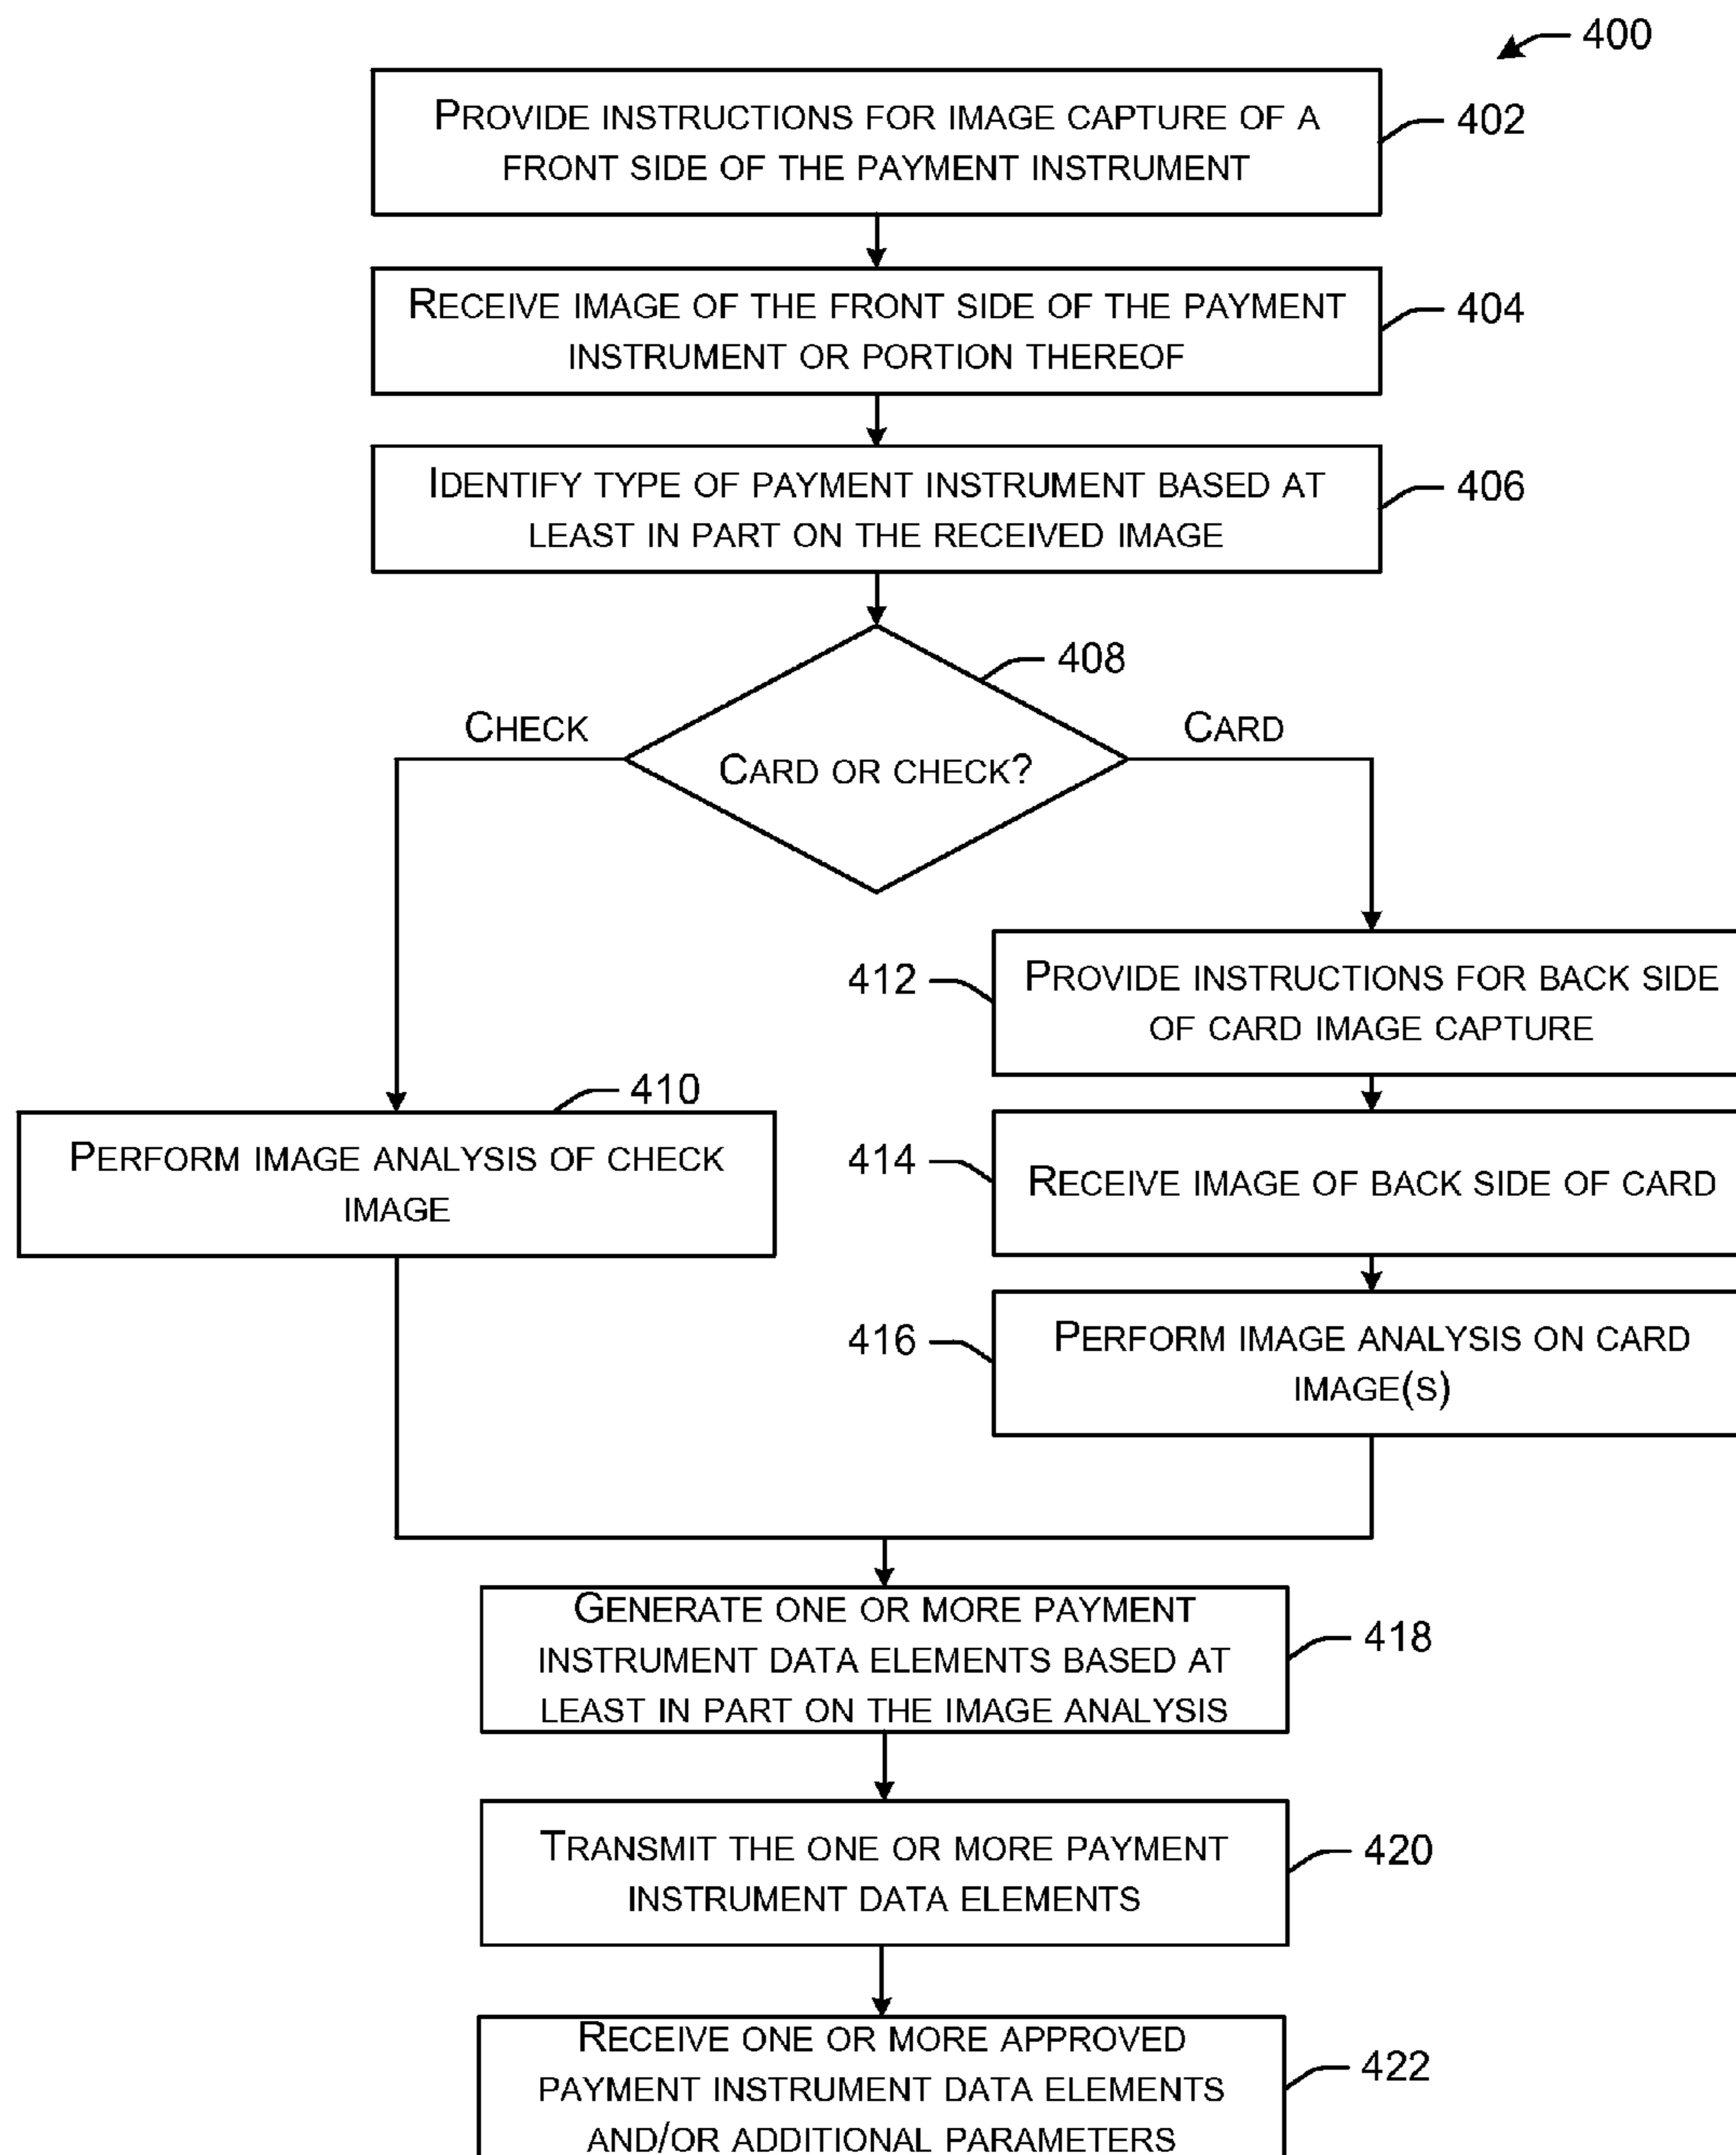 400
PROVIDE INSTRUCTIONS FOR IMAGE CAPTURE OF A
FRONT SIDE OF THE PAYMENT INSTRUMENT
402
RECEIVE IMAGE OF THE FRONT SIDE OF THE PAYMENT
INSTRUMENT OR PORTION THEREOF
404
IDENTIFY TYPE OF PAYMENT INSTRUMENT BASED AT
LEAST IN PART ON THE RECEIVED IMAGE
406
408
CHECK
CARD
CARD OR CHECK?
412
PROVIDE INSTRUCTIONS FOR BACK SIDE
OF CARD IMAGE CAPTURE
410
PERFORM IMAGE ANALYSIS OF CHECK
IMAGE
414
RECEIVE IMAGE OF BACK SIDE OF CARD
416
PERFORM IMAGE ANALYSIS ON CARD
IMAGE(S)
GENERATE ONE OR MORE PAYMENT
INSTRUMENT DATA ELEMENTS BASED AT
LEAST IN PART ON THE IMAGE ANALYSIS
418
TRANSMIT THE ONE OR MORE PAYMENT
INSTRUMENT DATA ELEMENTS
420
RECEIVE ONE OR MORE APPROVED
PAYMENT INSTRUMENT DATA ELEMENTS
AND/OR ADDITIONAL PARAMETERS
422